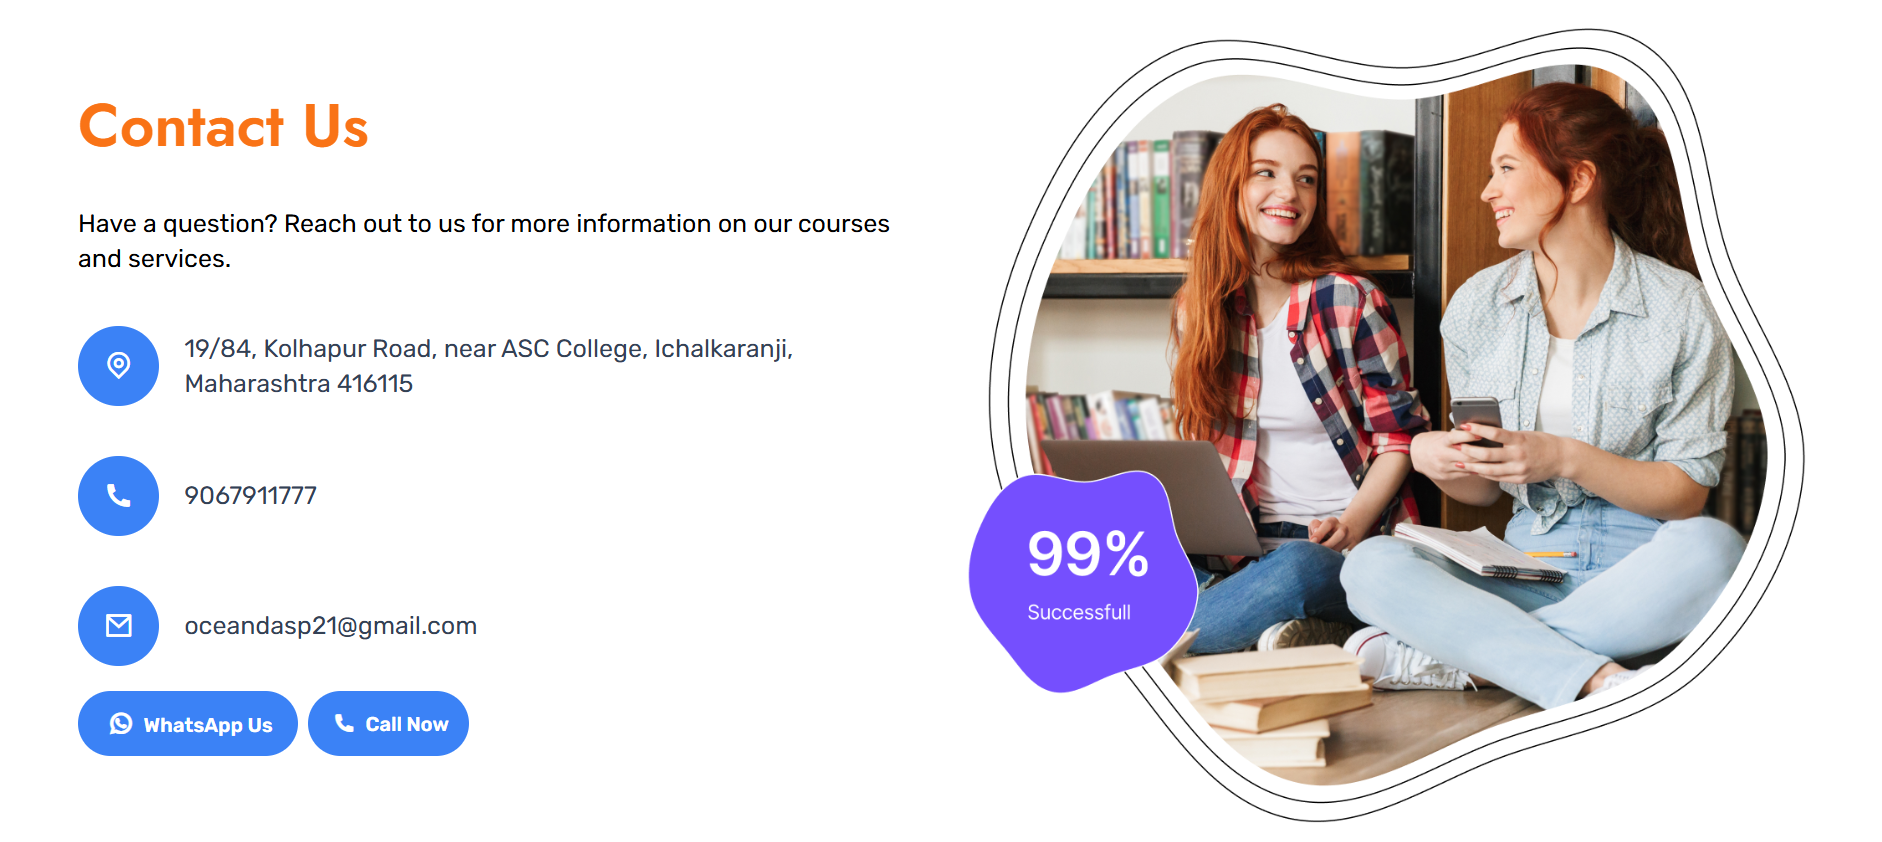 Contact Us
Have a question? Reach out to us for more information on our courses
and services.
19/84, Kolhapur Road, near ASC College, Ichalkaranji,
Maharashtra 416115
9067911777
oceandasp21@gmail.com
WhatsApp Us
Call Now
99%
Successfull